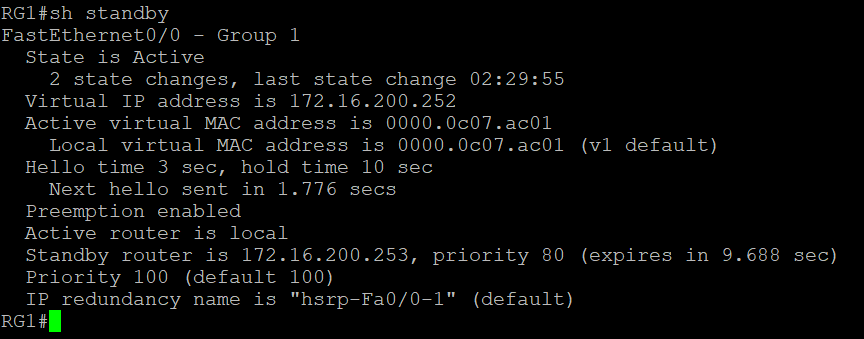 RG1#sh standby
FastEthernet0/0 - Group 1
  State is Active
    2 state changes, last state change 02:29:55
  Virtual IP address is 172.16.200.252
  Active virtual MAC address is 0000.0c07.ac01
    Local virtual MAC address is 0000.0c07.ac01 (v1 default)
  Hello time 3 sec, hold time 10 sec
    Next hello sent in 1.776 secs
  Preemption enabled
  Active router is local
  Standby router is 172.16.200.253, priority 80 (expires in 9.688 sec)
  Priority 100 (default 100)
  IP redundancy name is "hsrp-Fa0/0-1" (default)
RG1#